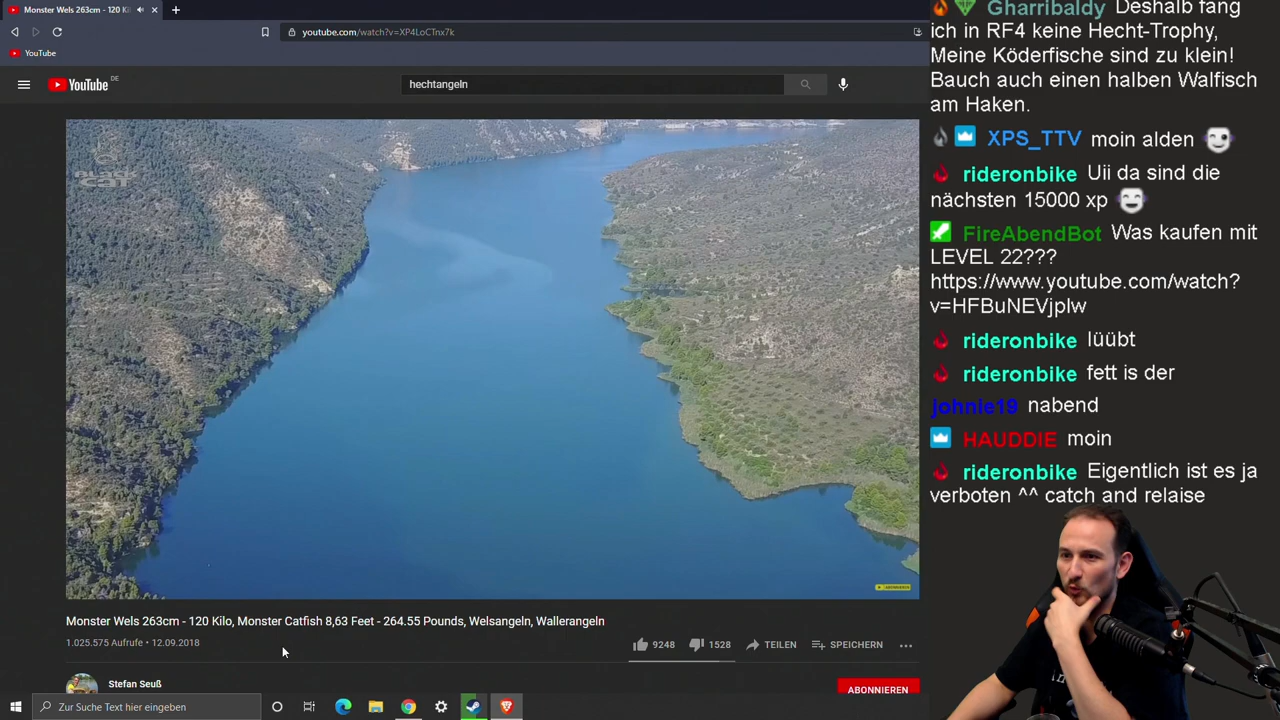 Monster Wels 263cm - 120 Ki
youtube.com/watch?v=XP4LoCTnx7k
YouTube
YouTube DE
hechtangeln
BLACK CAT
Monster Wels 263cm - 120 Kilo, Monster Catfish 8,63 Feet - 264.55 Pounds, Welsangeln, Wallerangeln
1.025.575 Aufrufe • 12.09.2018
9248 1528 TEILEN SPEICHERN
Stefan Seuß
ABONNIEREN
Zur Suche Text hier eingeben
Gharribaldy Deshalb fang
ich in RF4 keine Hecht-Trophy,
Meine Köderfische sind zu klein!
Bauch auch einen halben Walfisch
am Haken.
XPS_TTV moin alden
rideronbike Uii da sind die
nächsten 15000 xp
FireAbendBot Was kaufen mit
LEVEL 22???
https://www.youtube.com/watch?
v=HFBuNEVjplw
rideronbike lüübt
rideronbike fett is der
johnie19 nabend
HAUDDIE moin
rideronbike Eigentlich ist es ja
verboten ^^ catch and relaise